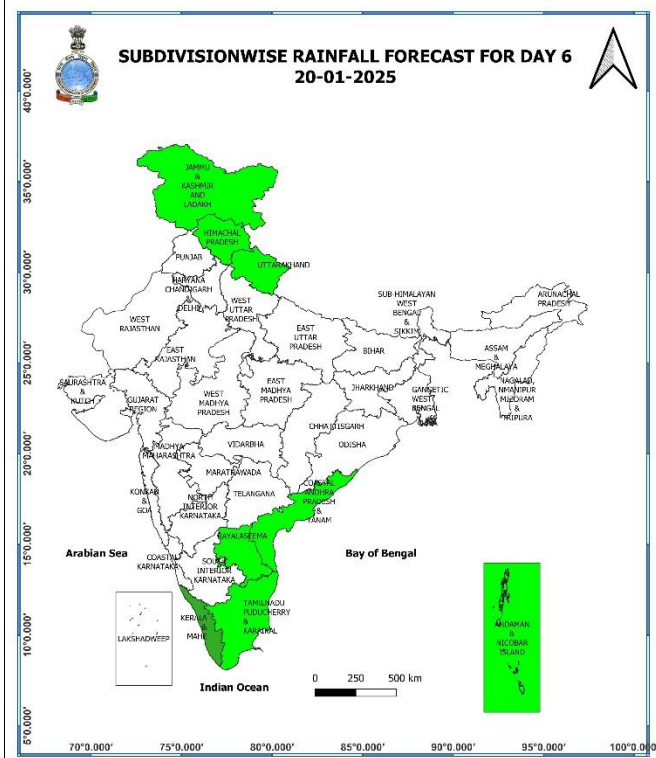 SUBDIVISIONWISE RAINFALL FORECAST FOR DAY 6
20-01-2025
40°0.000'
35°0.000'
30°0.000'
25°0.000'
20°0.000'
15°0.000'
10°0.000'
5°0.000'
JAMMU
&
KASHMIR
AND
LADAKH
HIMACHAL
PRADESH
PUNJAB
UTTARAKHAND
HARYANA
CHANDIGARH
&
DELHI
WEST
UTTAR
PRADESH
WEST
RAJASTHAN
EAST
UTTAR
PRADESH
SUB-HIMALAYAN
WEST
BENGAL
&
SIKKIM
ARUNACHAL
PRADESH
EAST
RAJASTHAN
BIHAR
ASSAM
&
MEGHALAYA
SAURASHTRA
&
KUTCH
GUJARAT
REGION
WEST
MADHYA
PRADESH
EAST
MADHYA
PRADESH
JHARKHAND
GANGETIC
WEST
BENGAL
NAGALAD,
NMANIPUR
MIZORAM
&
TRIPURA
CHHATTISGARH
MADHYA
MAHARASHTRA
VIDARBHA
ODISHA
MARATHWADA
KONKAN
&
GOA
NORTH
INTERIOR
KARNATAKA
TELANGANA
COASTAL
ANDHRA
PRADESH
&
YANAM
RAYALASEEMA
Arabian Sea
Bay of Bengal
COASTAL
KARNATAKA
SOUTH
INTERIOR
KARNATAKA
TAMILNADU
PUDUCHERRY
&
KARAIKAL
KERALA
&
MAHE
LAKSHADWEEP
ANDAMAN
&
NICOBAR
ISLAND
Indian Ocean
0 250 500 km
70°0.000' 75°0.000' 80°0.000' 85°0.000' 90°0.000' 95°0.000' 100°0.000'